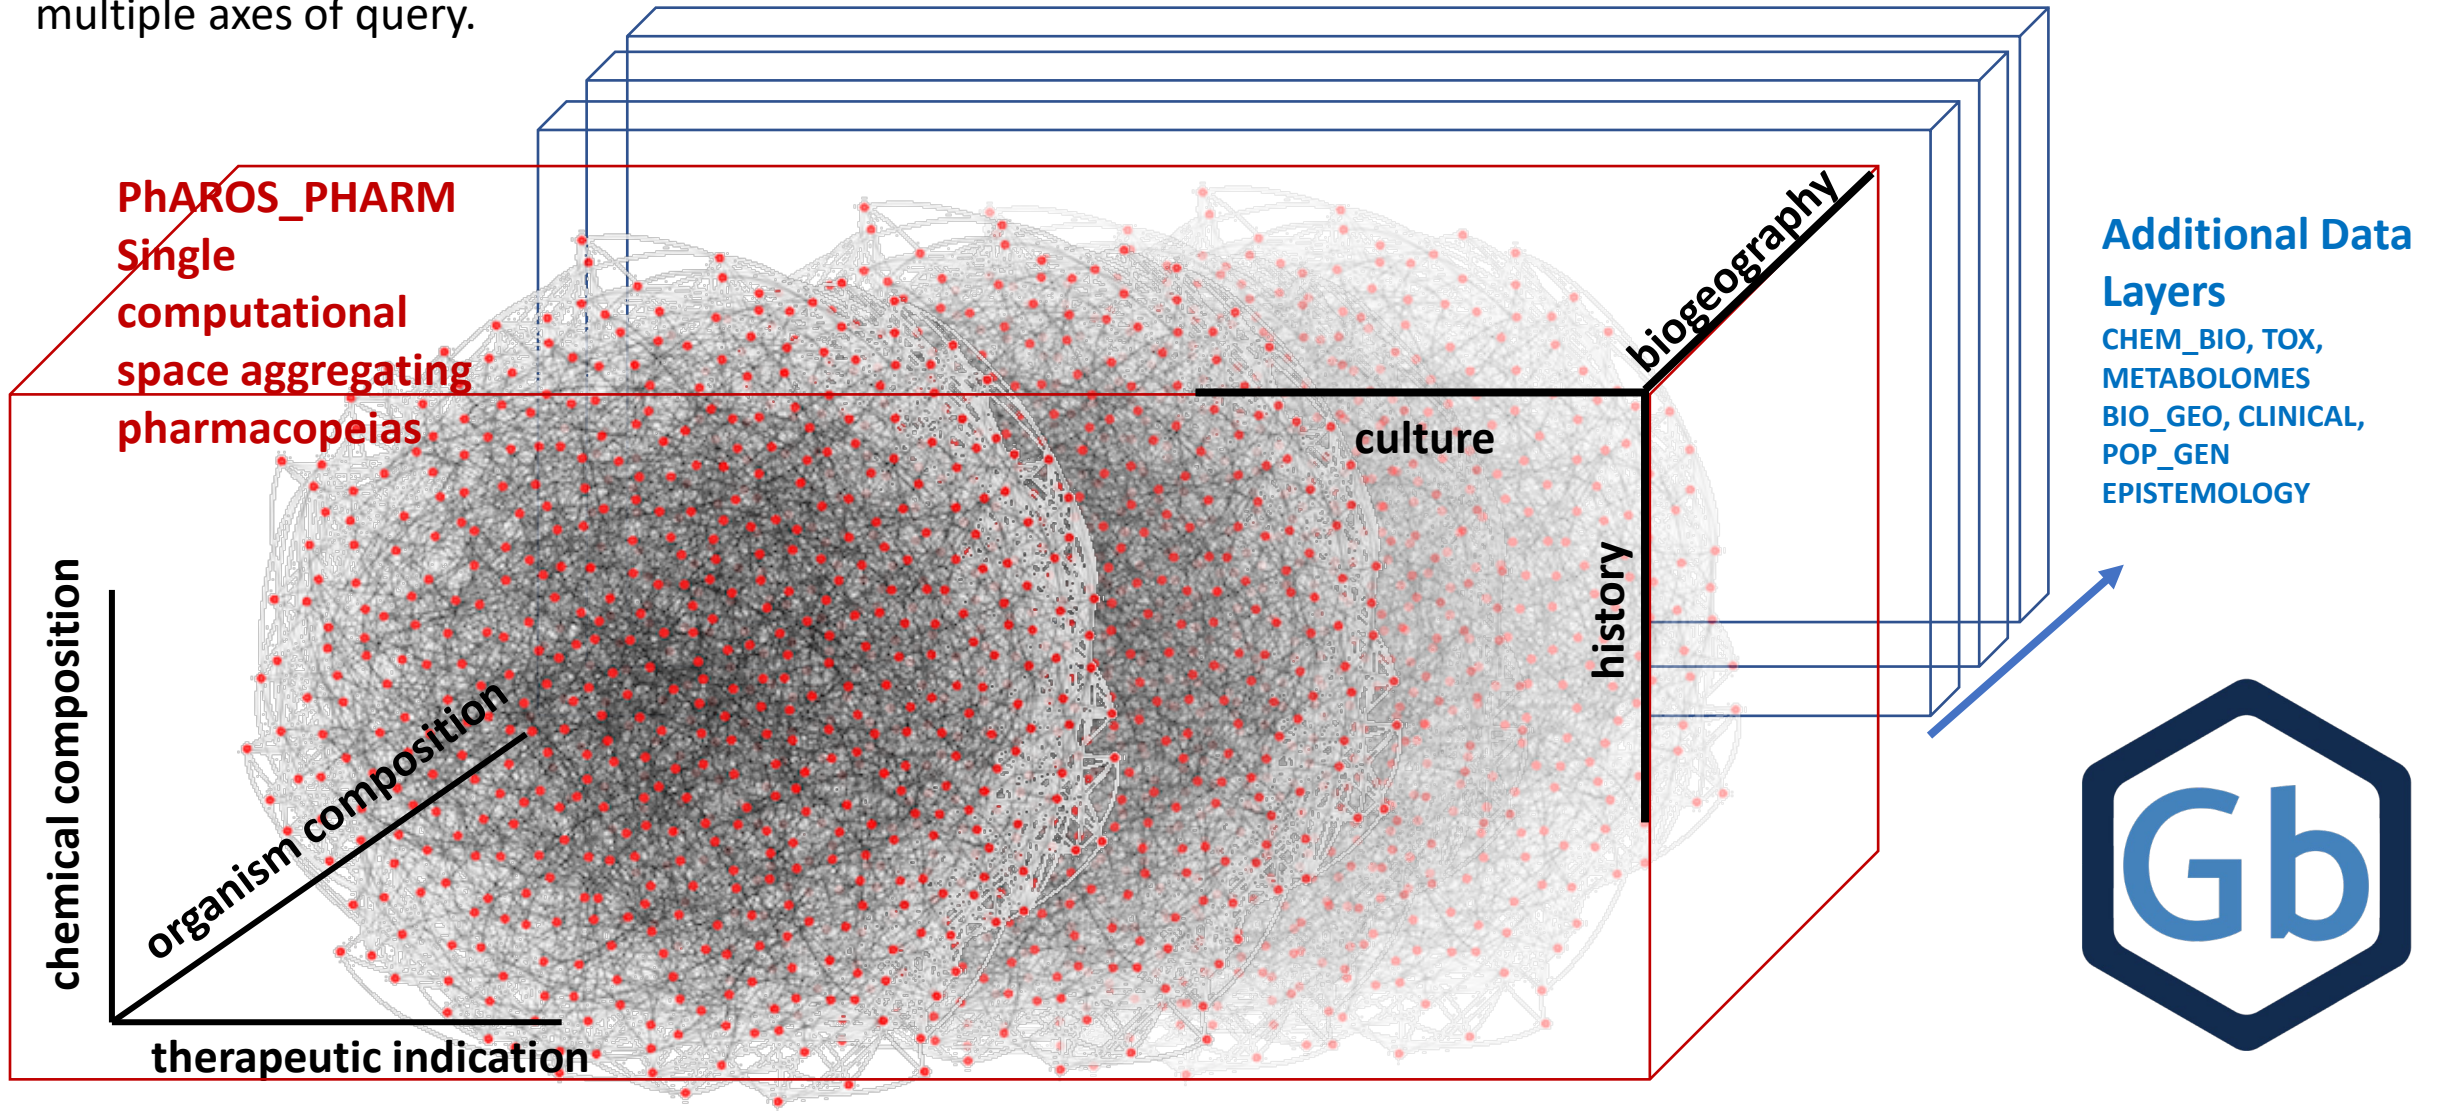 multiple axes of query.
PhAROS_PHARM
Single
computational
space aggregating
pharmacopeias
biogeography
culture
history
chemical composition
organism composition
therapeutic indication
Additional Data
Layers
CHEM_BIO, TOX,
METABOLOMES
BIO_GEO, CLINICAL,
POP_GEN
EPISTEMOLOGY
Gb